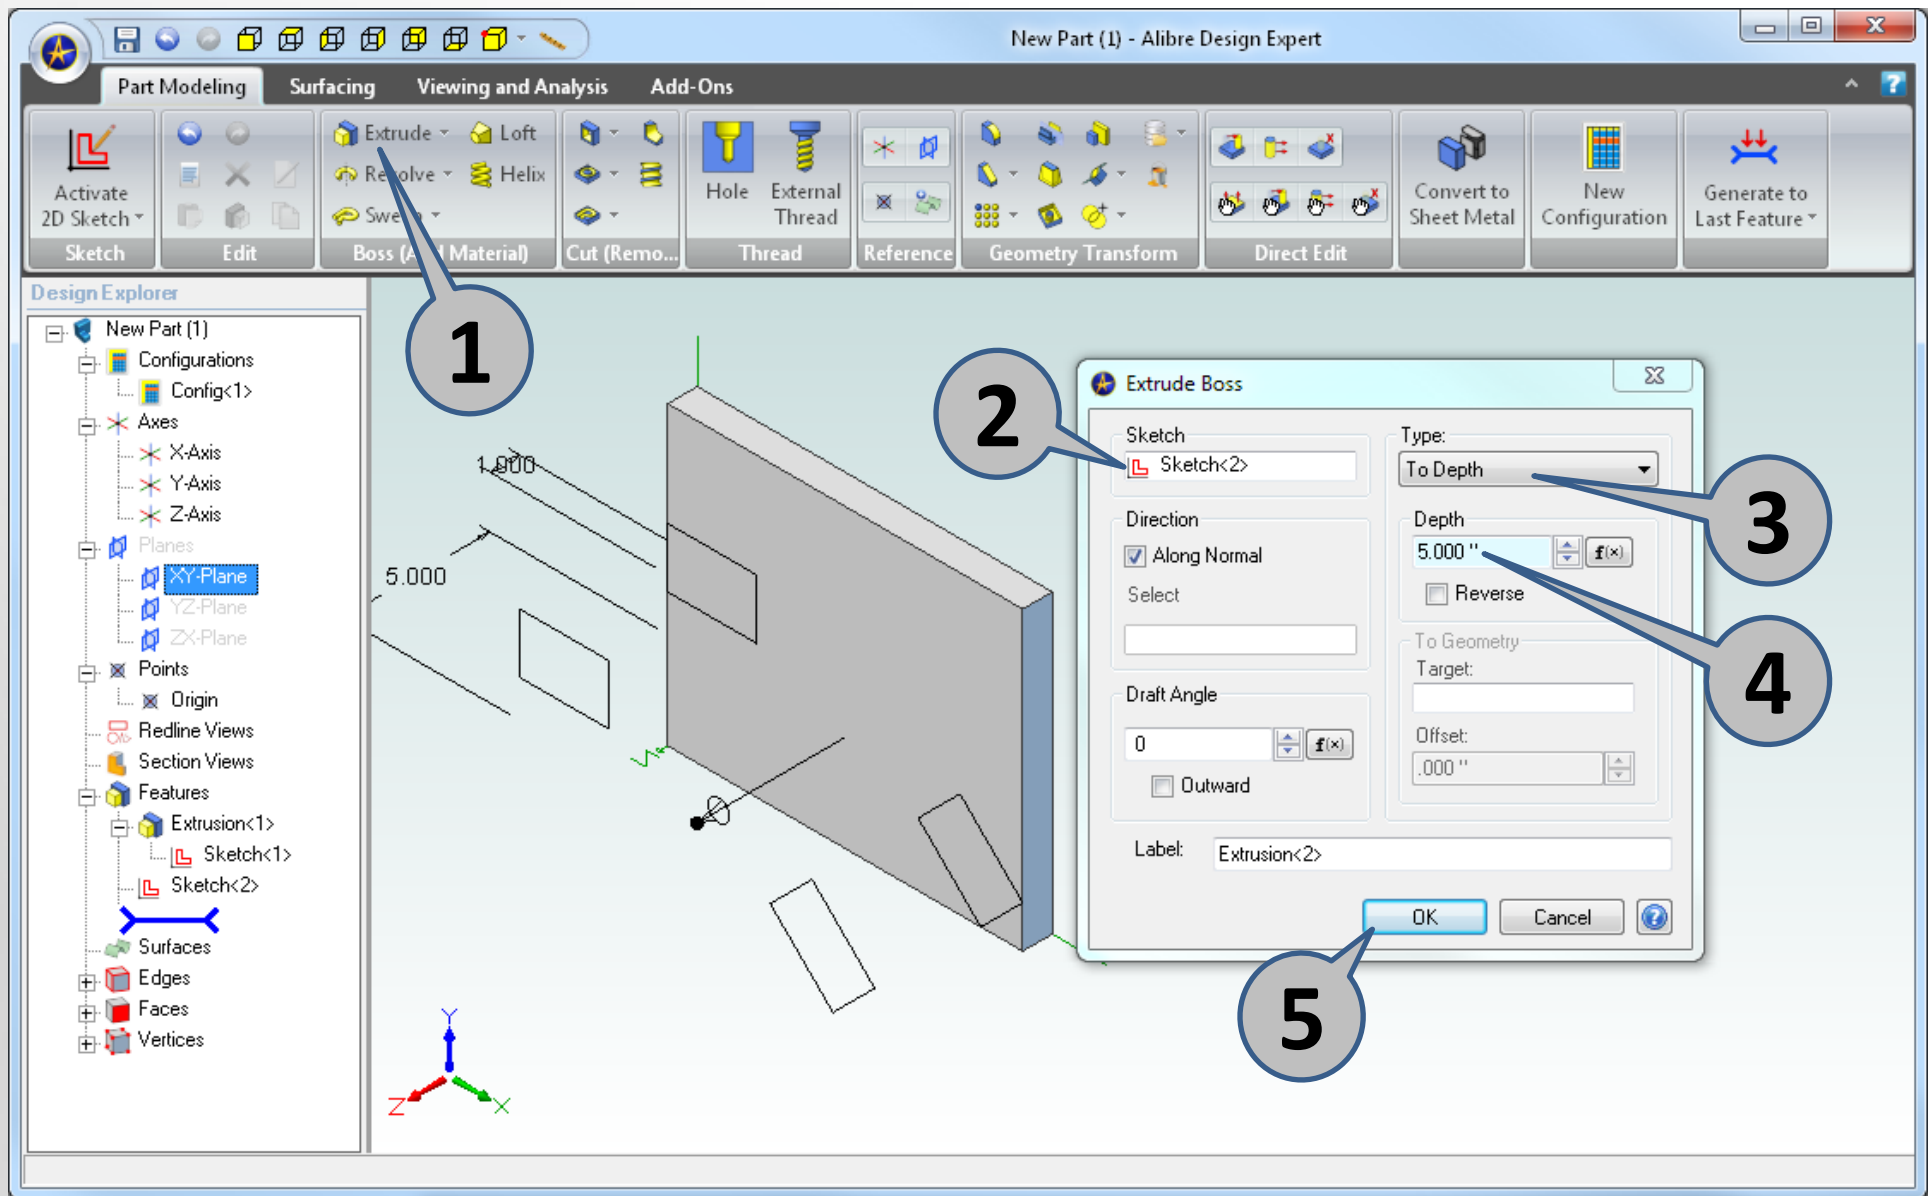 New Part (1) - Alibre Design Expert
Part Modeling Surfacing Viewing and Analysis Add-Ons
Activate
2D Sketch
Sketch
Edit
Extrude Loft
Revolve Helix
Sweep
Boss (Add Material)
Cut (Remo...
Hole
External
Thread
Thread
Reference
Geometry Transform
Direct Edit
Convert to
Sheet Metal
New
Configuration
Generate to
Last Feature
Design Explorer
New Part (1)
Configurations
Config<1>
Axes
X-Axis
Y-Axis
Z-Axis
Planes
XY-Plane
YZ-Plane
ZX-Plane
Points
Origin
Redline Views
Section Views
Features
Extrusion<1>
Sketch<1>
Sketch<2>
Surfaces
Edges
Faces
Vertices
1
1.000
5.000
Y
Z
X
2
Extrude Boss
Sketch
Sketch<2>
Direction
Along Normal
Select
Draft Angle
0
f(x)
Outward
Type:
To Depth
3
Depth
5.000 "
f(x)
Reverse
4
To Geometry
Target:
Offset:
.000 "
Label: Extrusion<2>
OK Cancel ?
5